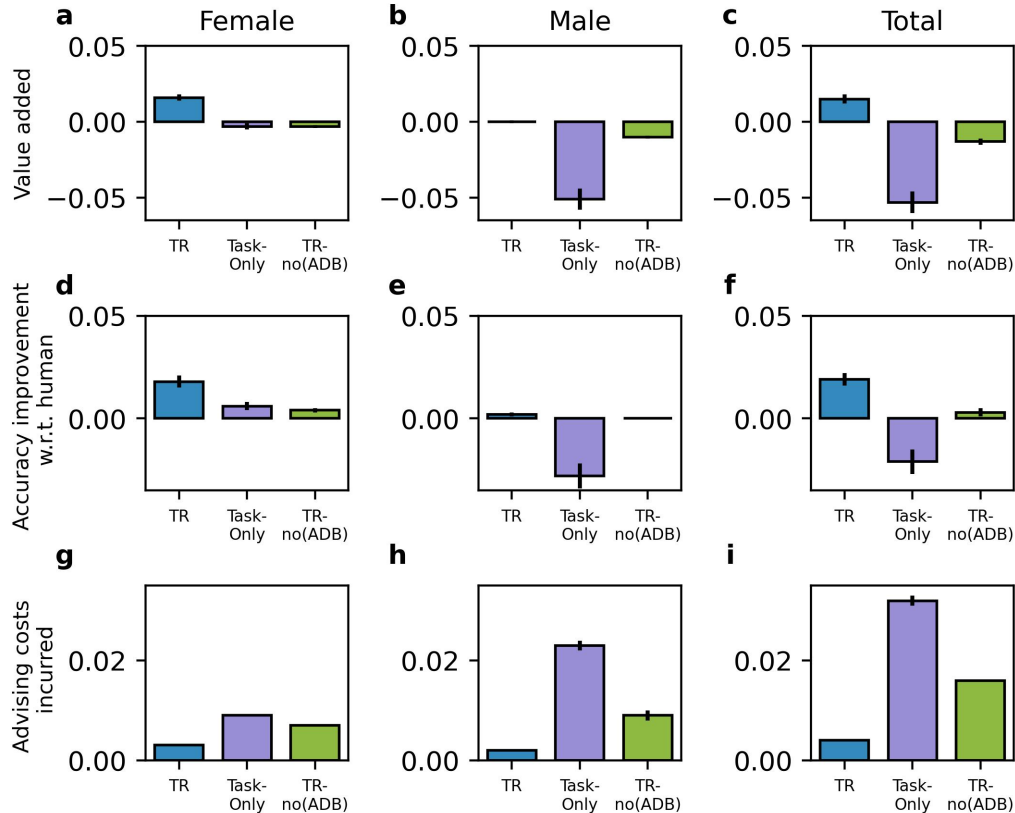 a Female
b Male
c Total
Value added
0.05
0.00
−0.05
TR
Task-
Only
TR-
no(ADB)
0.05
0.00
−0.05
TR
Task-
Only
TR-
no(ADB)
0.05
0.00
−0.05
TR
Task-
Only
TR-
no(ADB)
d
Accuracy improvement
w.r.t. human
0.05
0.00
TR
Task-
Only
TR-
no(ADB)
e
0.05
0.00
TR
Task-
Only
TR-
no(ADB)
f
0.05
0.00
TR
Task-
Only
TR-
no(ADB)
g
Advising costs
incurred
0.02
0.00
TR
Task-
Only
TR-
no(ADB)
h
0.02
0.00
TR
Task-
Only
TR-
no(ADB)
i
0.02
0.00
TR
Task-
Only
TR-
no(ADB)